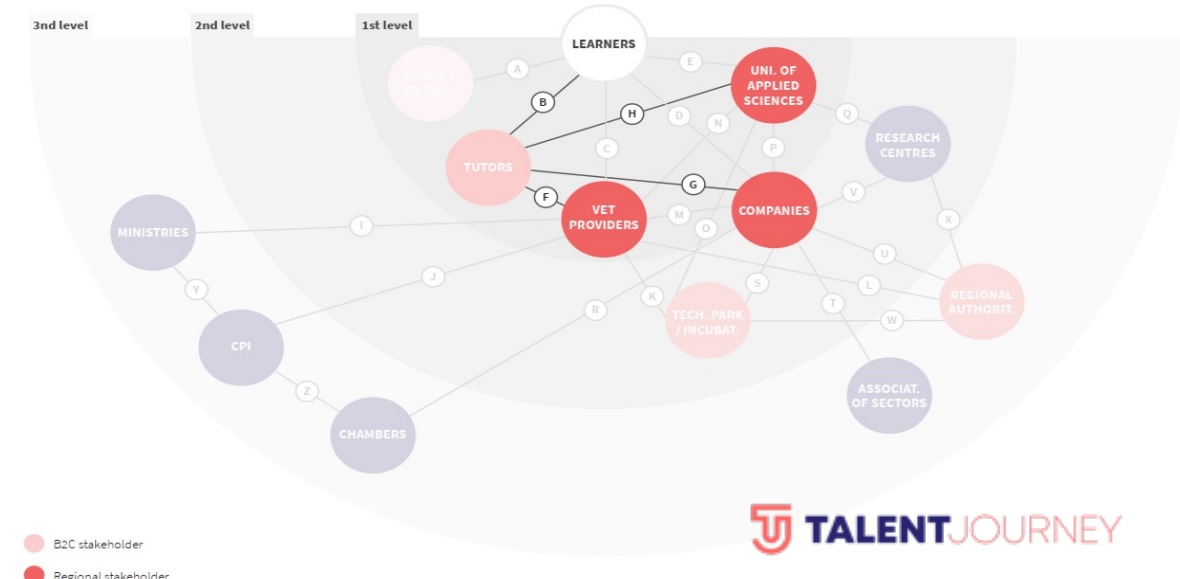 3nd level
2nd level
1st level
LEARNERS
FAMILY &
FRIENDS
A
E
UNI. OF
APPLIED
SCIENCES
B
H
D
N
Q
RESEARCH
CENTRES
C
P
TUTORS
G
F
V
VET
PROVIDERS
M
COMPANIES
O
X
MINISTRIES
I
U
J
Y
K
S
L
REGIONAL
AUTHORIT.
R
T
TECH. PARK
/ INCUBAT.
W
CPI
Z
ASSOCIAT.
OF SECTORS
CHAMBERS
TALENTJOURNEY
B2C stakeholder
Regional stakeholder